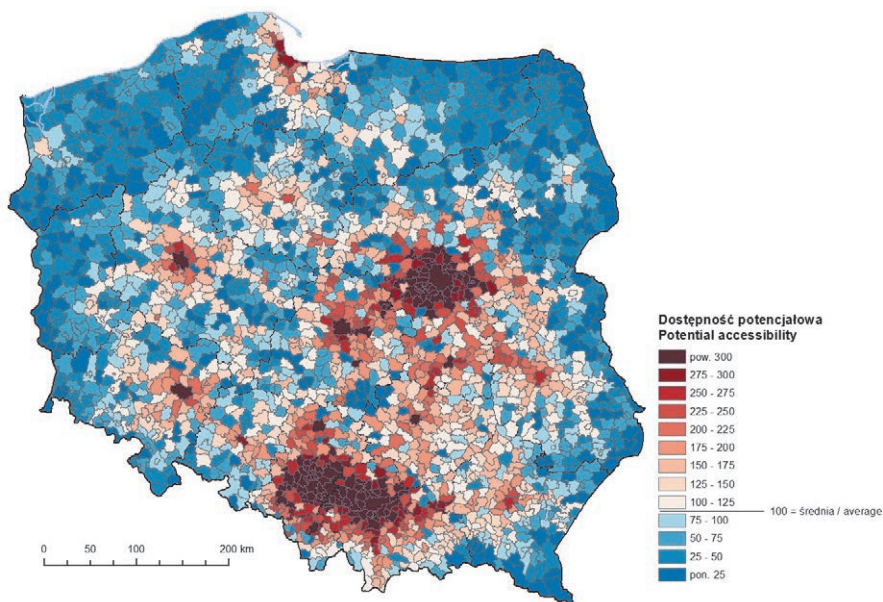 Dostępność potencjałowa
Potential accessibility
pow. 300
275 - 300
250 - 275
225 - 250
200 - 225
175 - 200
150 - 175
125 - 150
100 - 125
100 = średnia / average
75 - 100
50 - 75
25 - 50
pon. 25
0 50 100 200 km